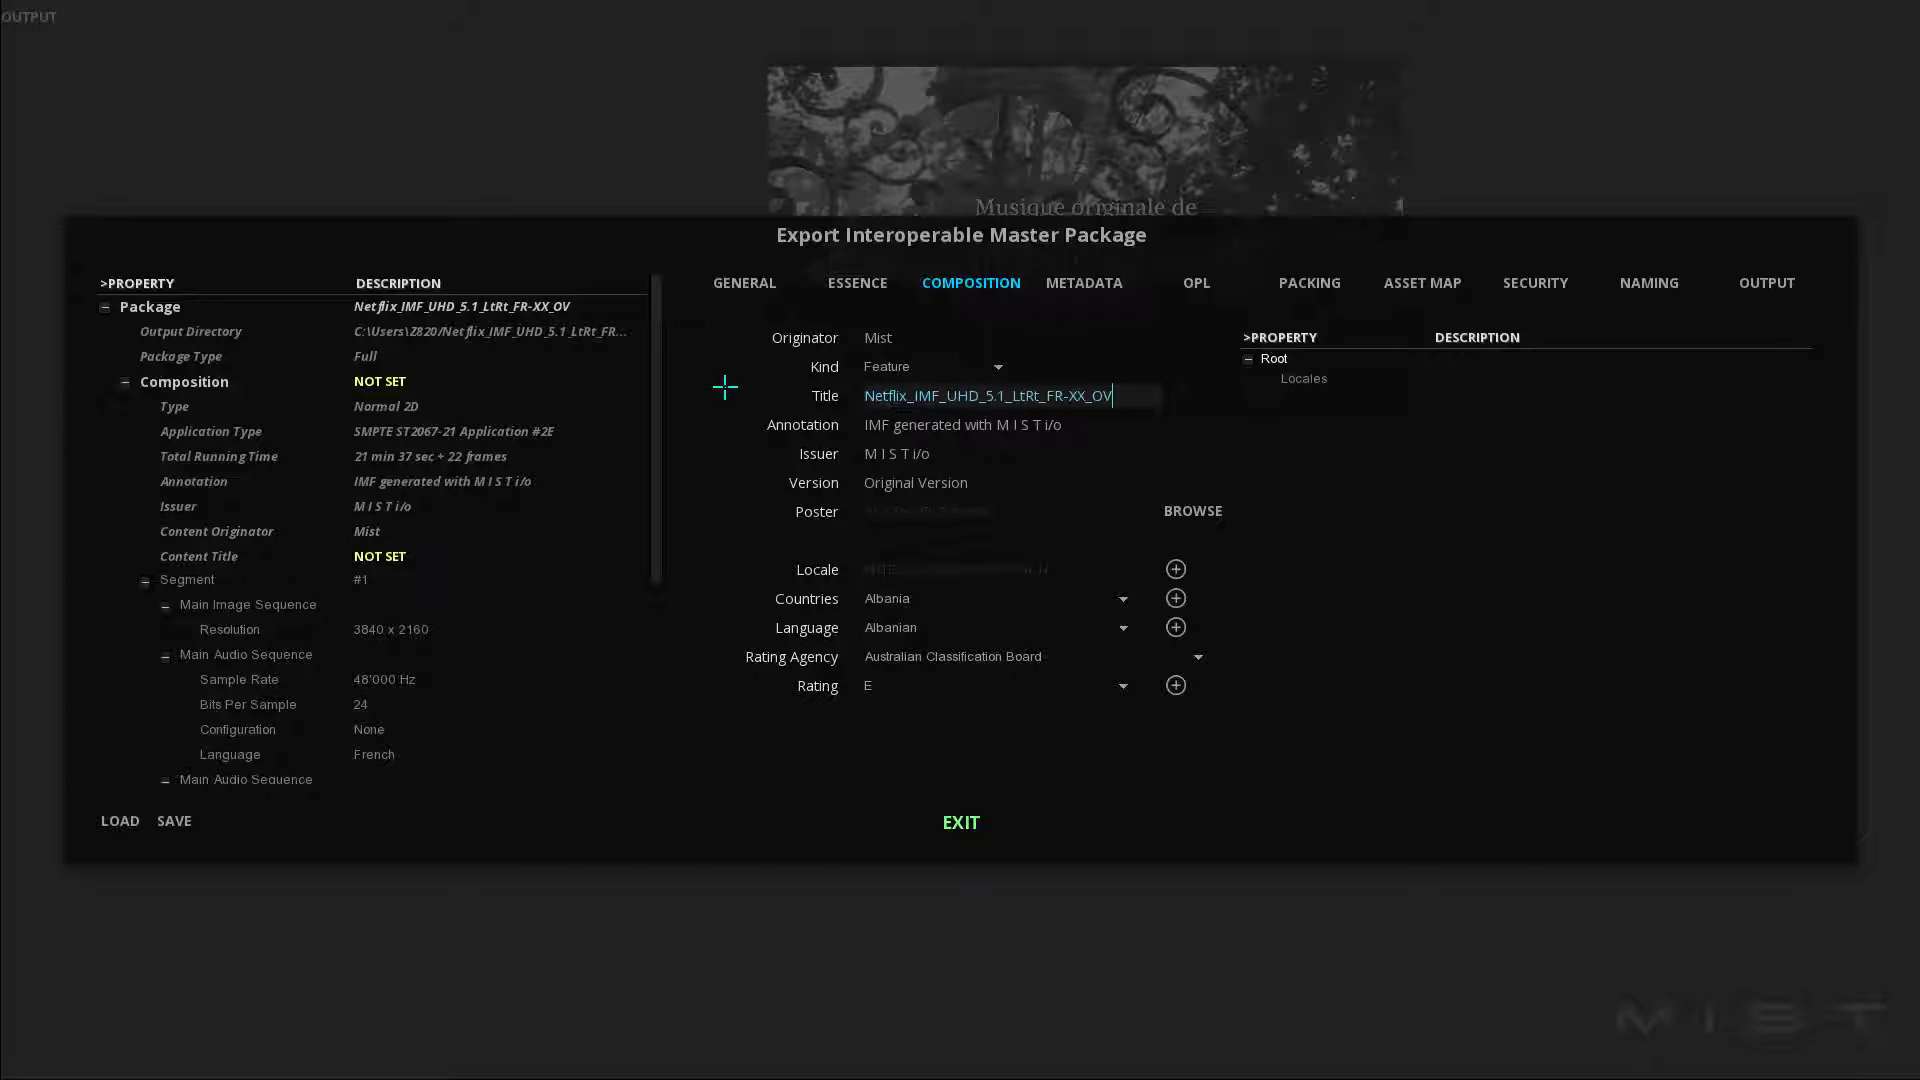 OUTPUT
Musique originale de
Export Interoperable Master Package
>PROPERTY DESCRIPTION
Package Netflix_IMF_UHD_5.1_LtRt_FR-XX_OV
Output Directory C:\Users\Z820/Netflix_IMF_UHD_5.1_LtRt_FR...
Package Type Full
Composition NOT SET
Type Normal 2D
Application Type SMPTE ST2067-21 Application #2E
Total Running Time 21 min 37 sec + 22 frames
Annotation IMF generated with M I S T i/o
Issuer M I S T i/o
Content Originator Mist
Content Title NOT SET
Segment #1
Main Image Sequence
Resolution 3840 x 2160
Main Audio Sequence
Sample Rate 48'000 Hz
Bits Per Sample 24
Configuration None
Language French
Main Audio Sequence
LOAD SAVE
GENERAL ESSENCE COMPOSITION METADATA OPL PACKING ASSET MAP SECURITY NAMING OUTPUT
Originator Mist
Kind Feature
Title Netflix_IMF_UHD_5.1_LtRt_FR-XX_OV
Annotation IMF generated with M I S T i/o
Issuer M I S T i/o
Version Original Version
Poster BROWSE
Locale
Countries Albania
Language Albanian
Rating Agency Australian Classification Board
Rating E
>PROPERTY DESCRIPTION
Root
Locales
EXIT
MIST